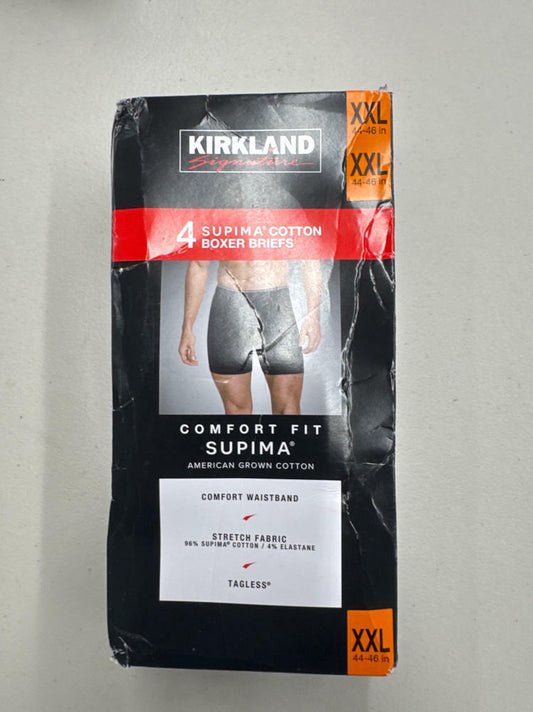 XXL
44-46 in
XXL
44-46 in
KIRKLAND
Signature
4 SUPIMA® COTTON
BOXER BRIEFS
COMFORT FIT
SUPIMA®
AMERICAN GROWN COTTON
COMFORT WAISTBAND
STRETCH FABRIC
96% SUPIMA® COTTON / 4% ELASTANE
TAGLESS®
XXL
44-46 in